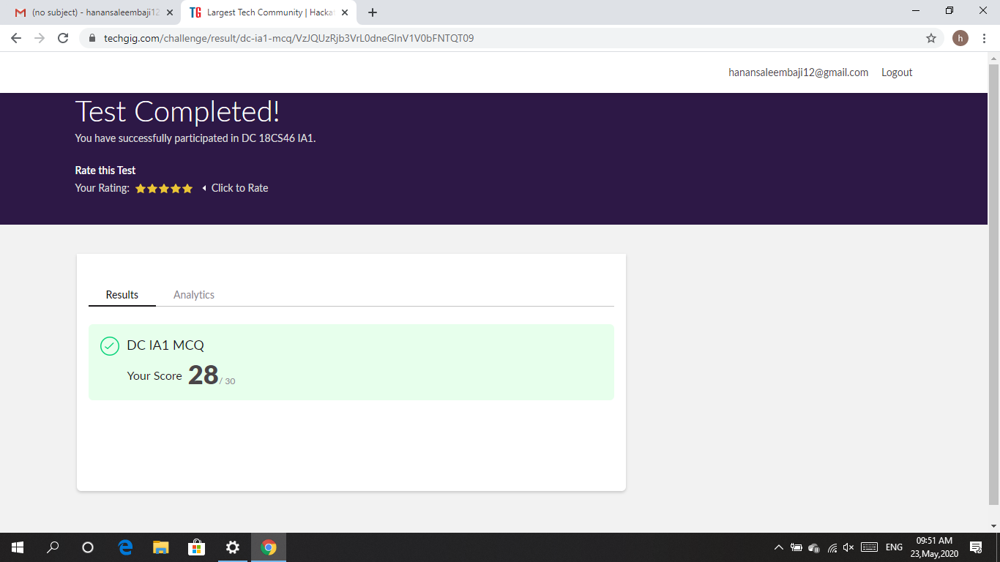 (no subject) - hanansaleembaji12
TG Largest Tech Community | Hacka
techgig.com/challenge/result/dc-ia1-mcq/VzJQUzRjb3VrL0dneGlnV1V0bFNTQT09
h
hanansaleembaji12@gmail.com Logout
Test Completed!
You have successfully participated in DC 18CS46 IA1.
Rate this Test
Your Rating: Click to Rate
Results Analytics
DC IA1 MCQ
Your Score 28 / 30
ENG
09:51 AM
23,May,2020